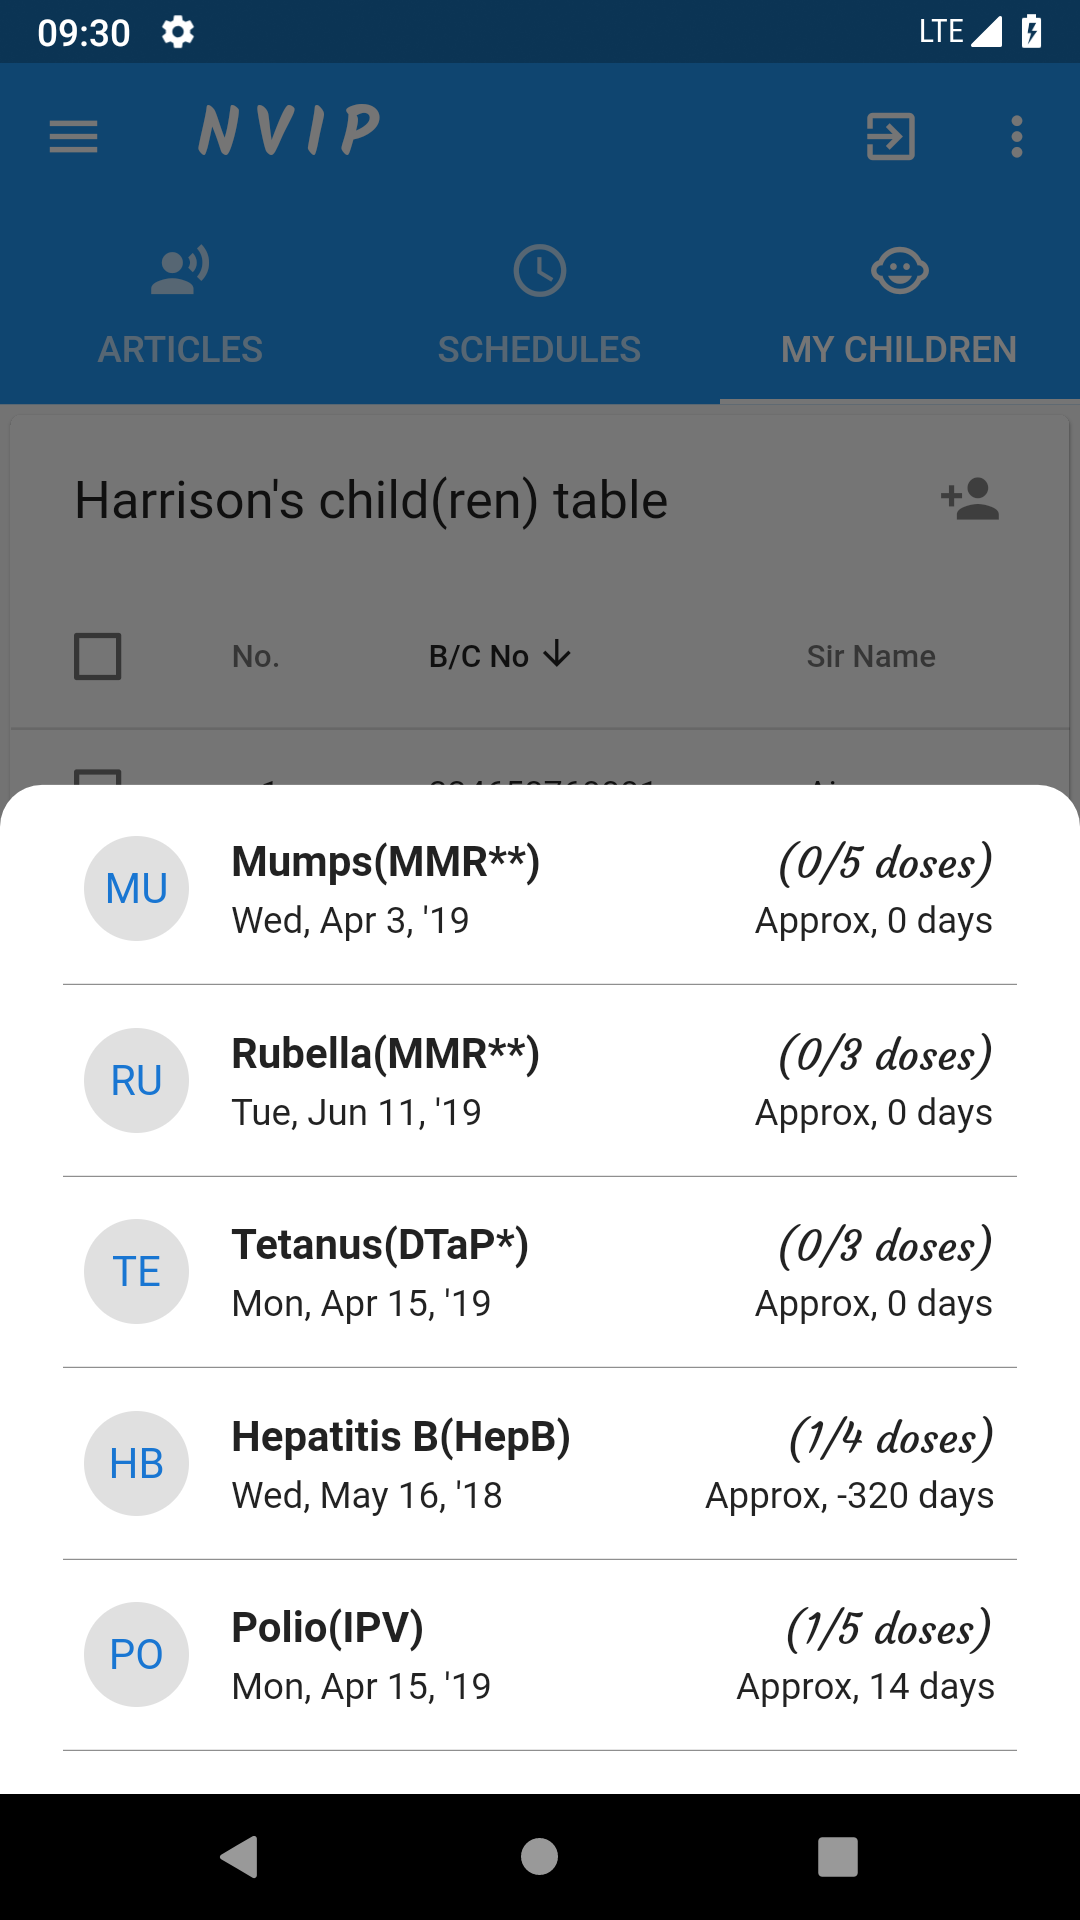 09:30 LTE
NVIP
ARTICLES SCHEDULES MY CHILDREN
Harrison's child(ren) table
No. B/C No Sir Name
MU Mumps(MMR**) (0/5 doses)
Wed, Apr 3, '19 Approx, 0 days
RU Rubella(MMR**) (0/3 doses)
Tue, Jun 11, '19 Approx, 0 days
TE Tetanus(DTaP*) (0/3 doses)
Mon, Apr 15, '19 Approx, 0 days
HB Hepatitis B(HepB) (1/4 doses)
Wed, May 16, '18 Approx, -320 days
PO Polio(IPV) (1/5 doses)
Mon, Apr 15, '19 Approx, 14 days